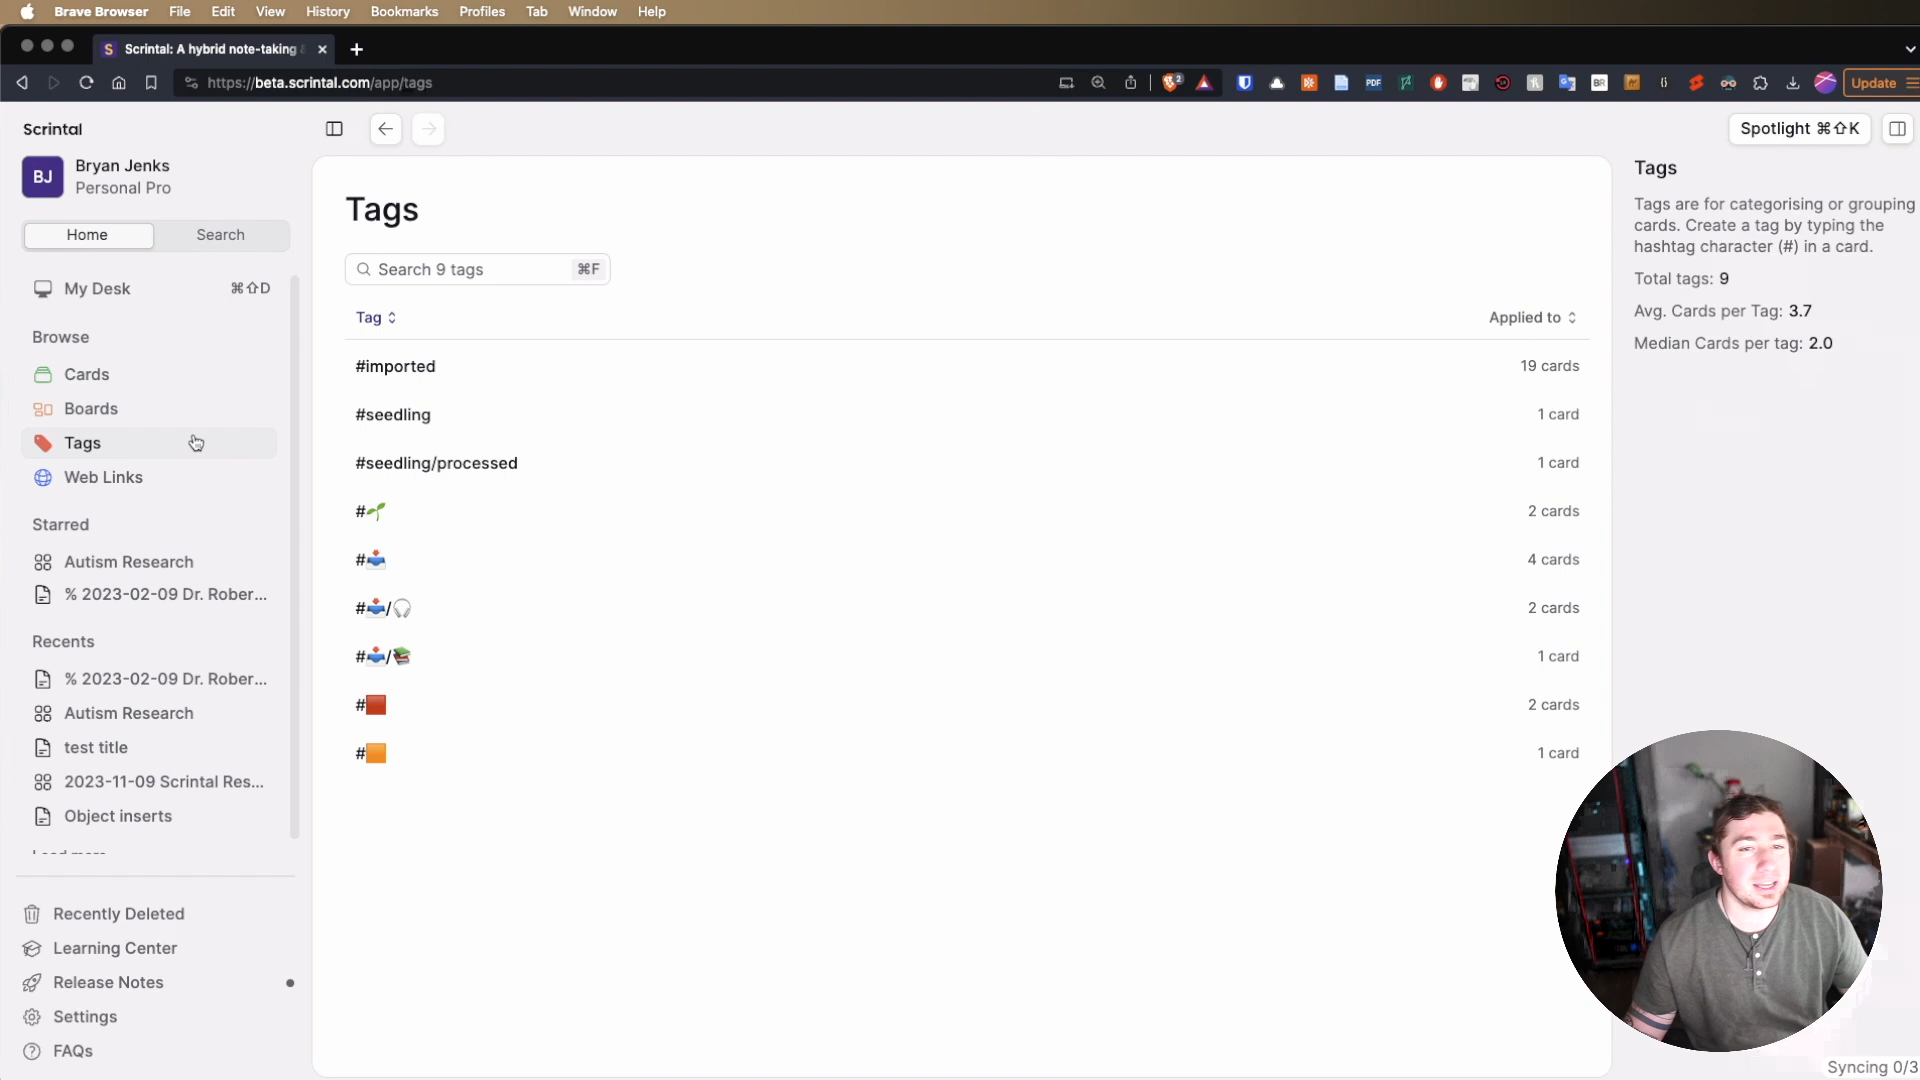 Brave Browser File Edit View History Bookmarks Profiles Tab Window Help
S Scrintal: A hybrid note-taking
https://beta.scrintal.com/app/tags
2
PDF
BR
Update
Scrintal
Spotlight ⌘⇧K
BJ
Bryan Jenks
Personal Pro
Home Search
My Desk ⌘⇧D
Browse
Cards
Boards
Tags
Web Links
Starred
Autism Research
% 2023-02-09 Dr. Rober...
Recents
% 2023-02-09 Dr. Rober...
Autism Research
test title
2023-11-09 Scrintal Res...
Object inserts
Load more
Recently Deleted
Learning Center
Release Notes
Settings
FAQs
Tags
Search 9 tags ⌘F
Tag Applied to
#imported 19 cards
#seedling 1 card
#seedling/processed 1 card
#🌱 2 cards
#📥 4 cards
#📥/🎧 2 cards
#📥/📚 1 card
#🟥 2 cards
#🟧 1 card
Tags
Tags are for categorising or grouping
cards. Create a tag by typing the
hashtag character (#) in a card.
Total tags: 9
Avg. Cards per Tag: 3.7
Median Cards per tag: 2.0
Syncing 0/3